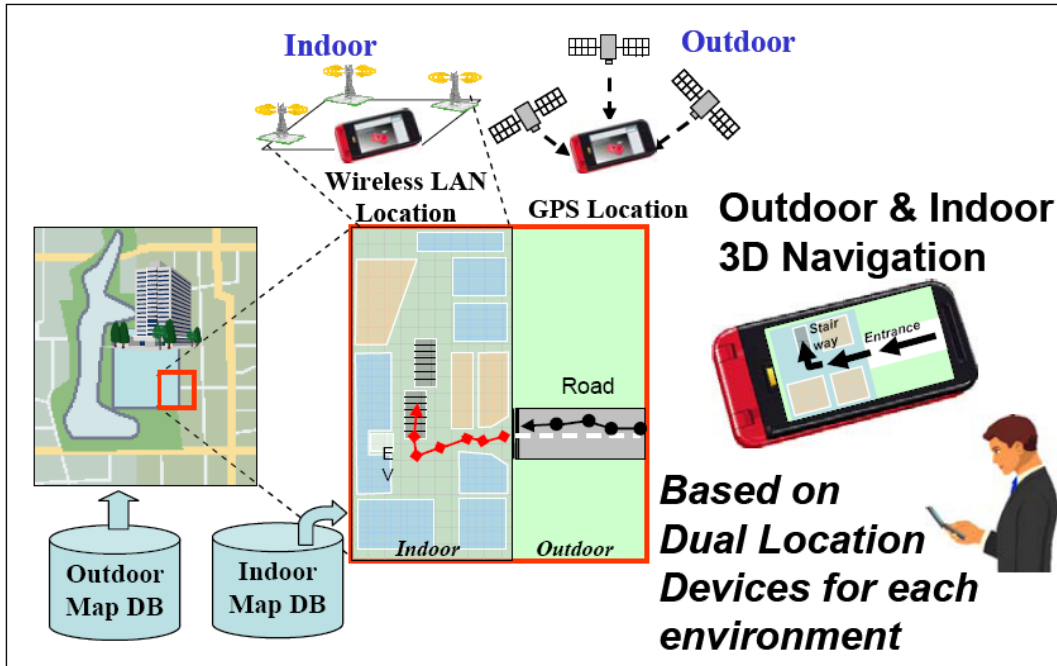 Indoor
Outdoor
Wireless LAN
Location
GPS Location
Outdoor & Indoor
3D Navigation
Stair
way
Entrance
Road
E
V
Indoor
Outdoor
Based on
Dual Location
Devices for each
environment
Outdoor
Map DB
Indoor
Map DB